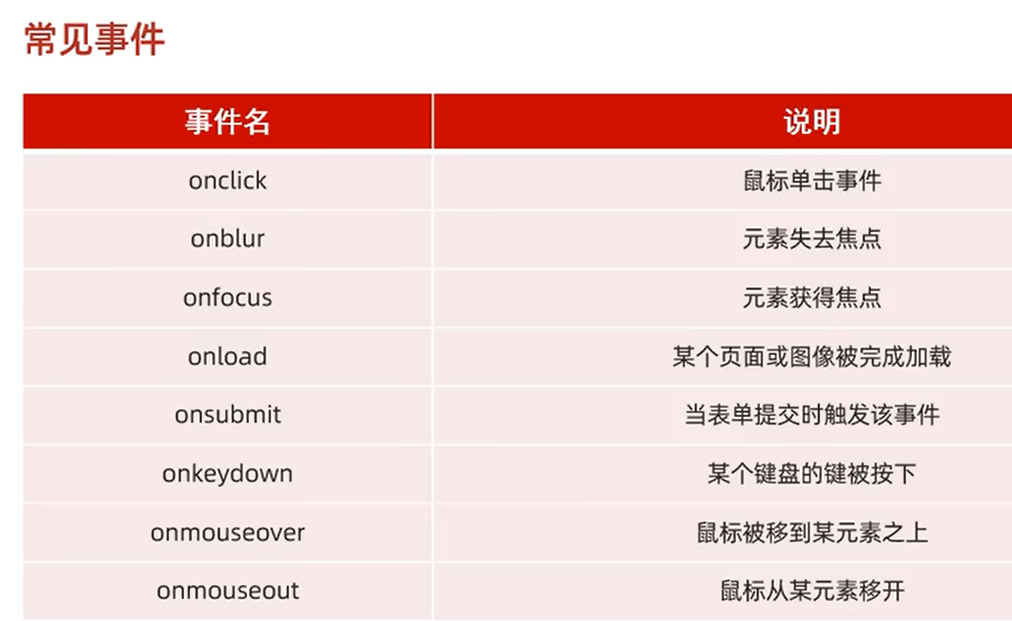 常见事件
事件名 说明
onclick 鼠标单击事件
onblur 元素失去焦点
onfocus 元素获得焦点
onload 某个页面或图像被完成加载
onsubmit 当表单提交时触发该事件
onkeydown 某个键盘的键被按下
onmouseover 鼠标被移到某元素之上
onmouseout 鼠标从某元素移开